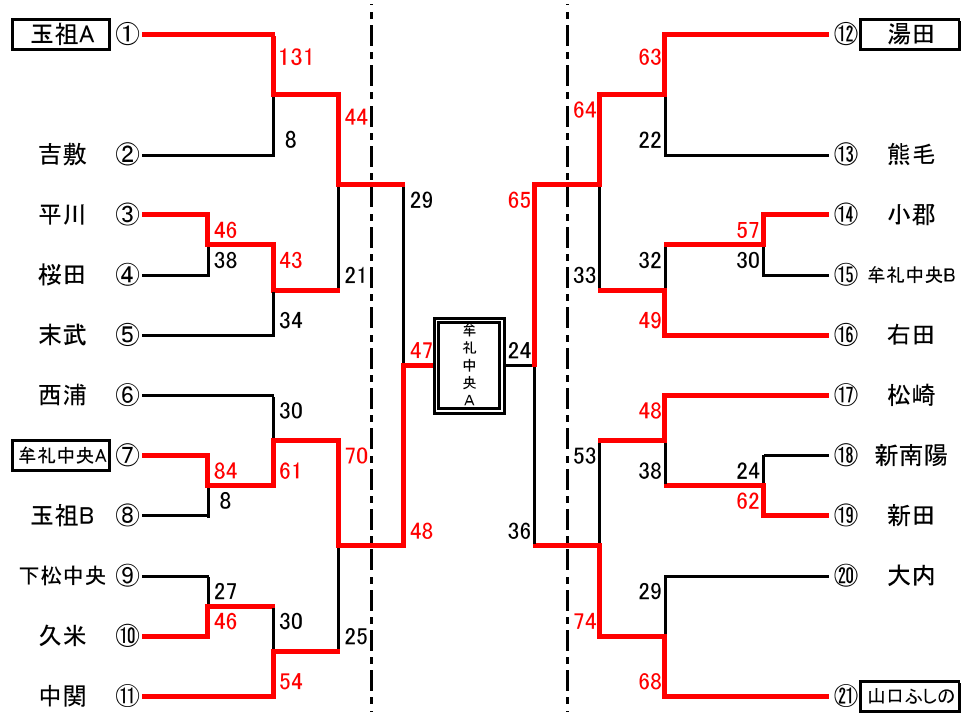 玉祖A ① ⑫ 湯田
131 63
44 64
8 22
吉敷 ② ⑬ 熊毛
29 65
平川 ③ ⑭ 小郡
46 57
38 43 32 30
桜田 ④ 21 33 ⑮ 牟礼中央B
34 49
末武 ⑤ ⑯ 右田
47 牟礼中央A 24
西浦 ⑥ ⑰ 松崎
30 48
牟礼中央A ⑦ 70 53 ⑱ 新南陽
84 61 38 24
8 62
玉祖B ⑧ ⑲ 新田
48 36
下松中央 ⑨ ⑳ 大内
27 29
46 30 74
久米 ⑩ 25
54 68
中関 ⑪ ㉑ 山口ふしの